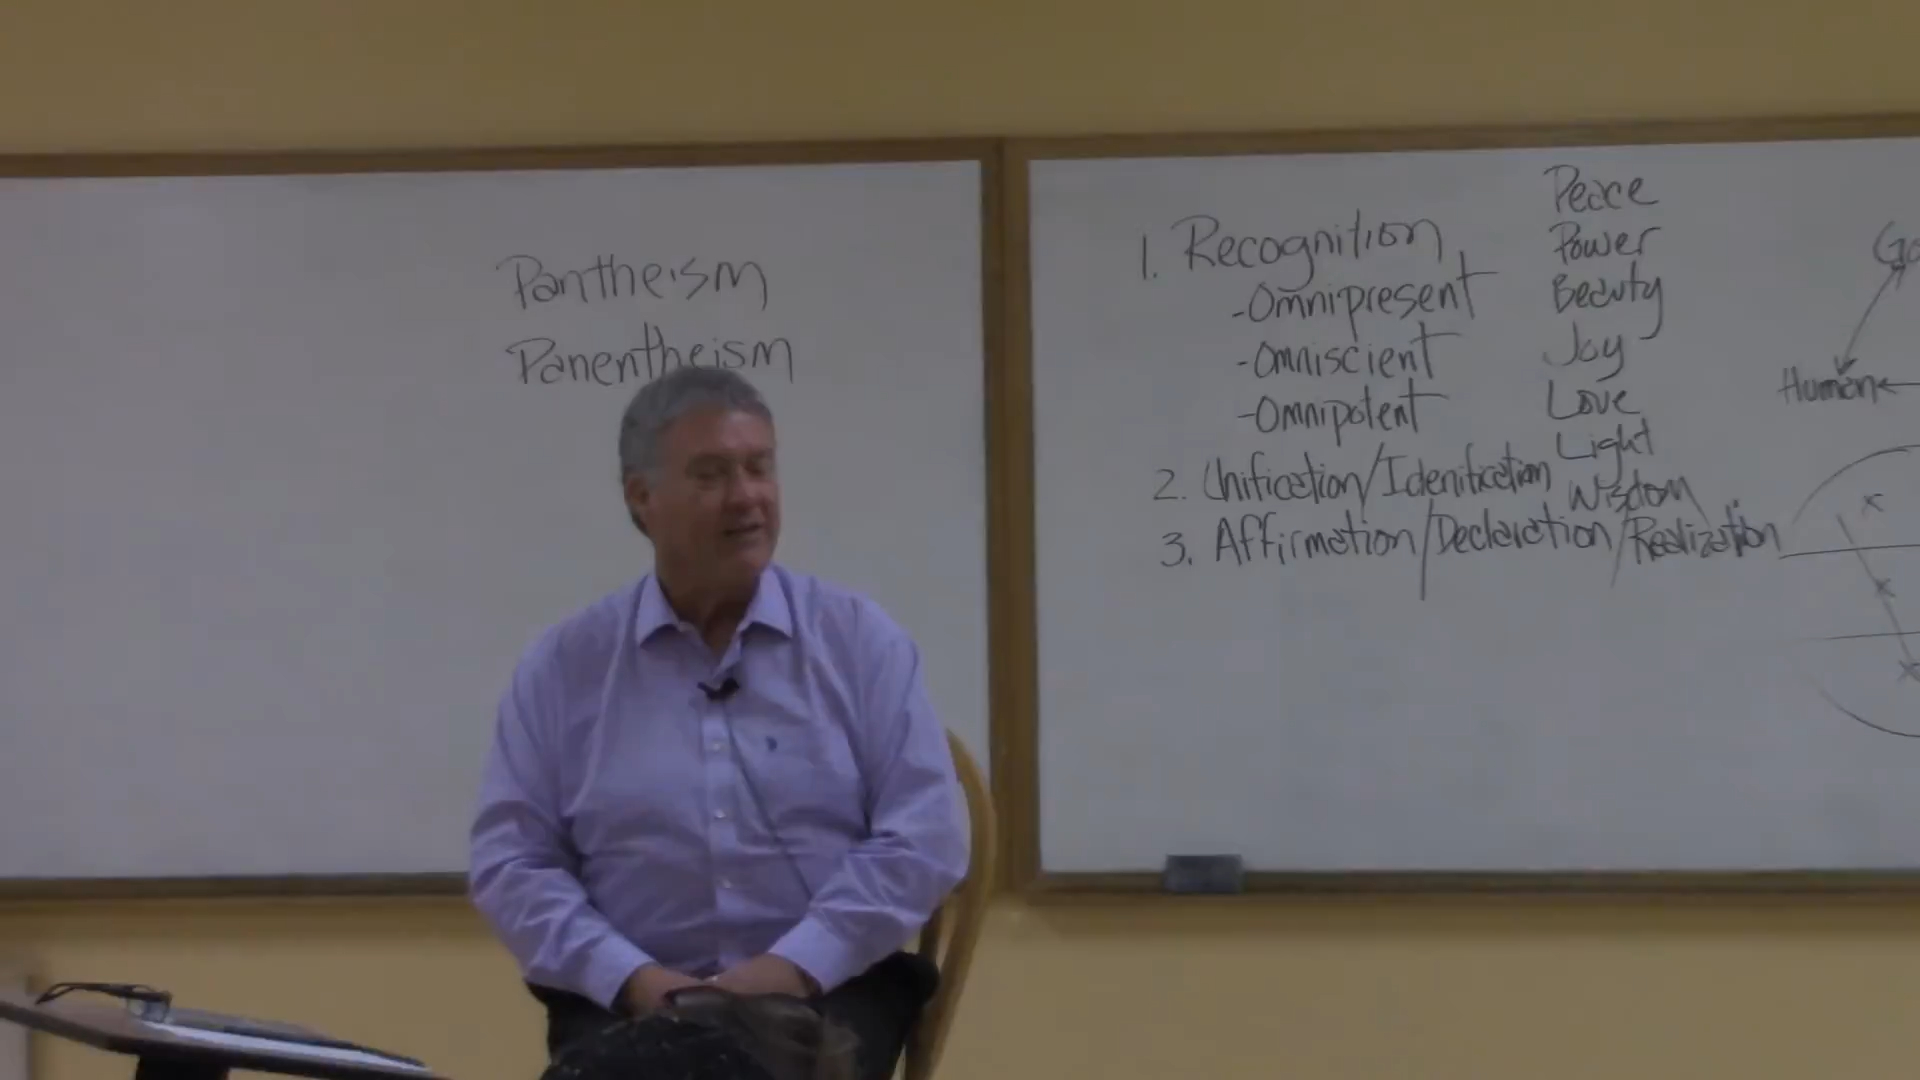 Pantheism
Panentheism
1. Recognition
-Omnipresent
-Omniscient
-Omnipotent
2. Unification/Idenification
3. Affirmation/Declaration/Realization
Peace
Power
Beauty
Joy
Love
Light
Wisdom
Go
Human